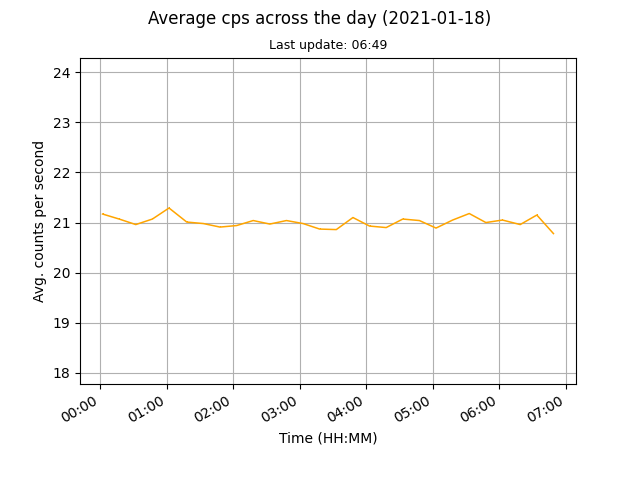 Average cps across the day (2021-01-18)
Last update: 06:49
24
23
22
21
20
19
18
Avg. counts per second
00:00 01:00 02:00 03:00 04:00 05:00 06:00 07:00
Time (HH:MM)